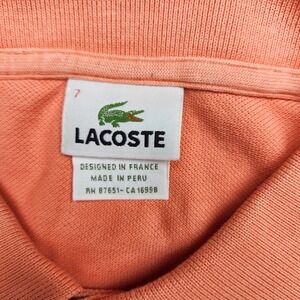 7
LACOSTE
DESIGNED IN FRANCE
MADE IN PERU
RN 87651-CA 16998